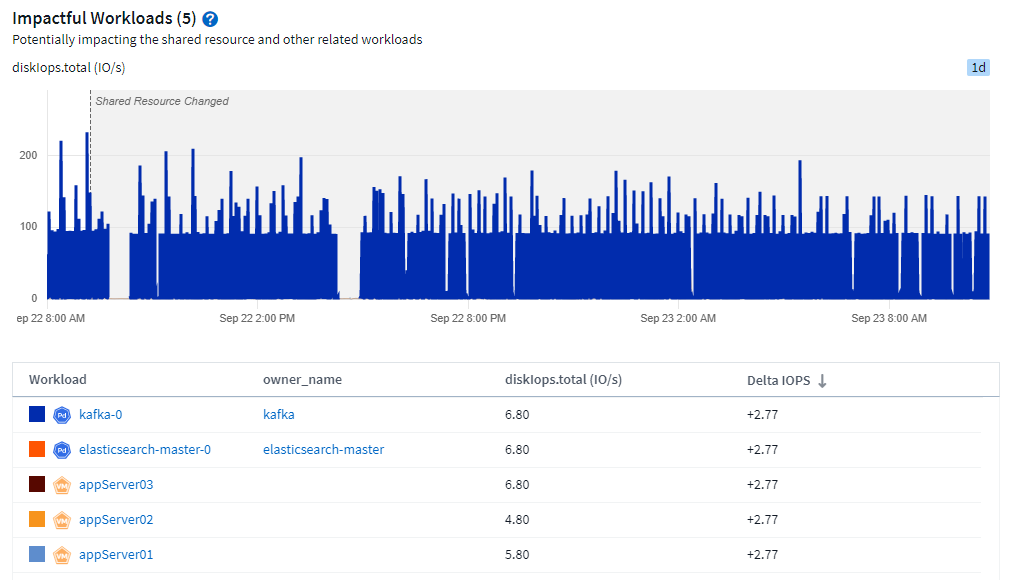 Impactful Workloads (5) ?
Potentially impacting the shared resource and other related workloads
diskIops.total (IO/s)
1d
Shared Resource Changed
200
100
0
ep 22 8:00 AM
Sep 22 2:00 PM
Sep 22 8:00 PM
Sep 23 2:00 AM
Sep 23 8:00 AM
Workload owner_name diskIops.total (IO/s) Delta IOPS ↓
Pd kafka-0 kafka 6.80 +2.77
Pd elasticsearch-master-0 elasticsearch-master 6.80 +2.77
VM appServer03 6.80 +2.77
VM appServer02 4.80 +2.77
VM appServer01 5.80 +2.77